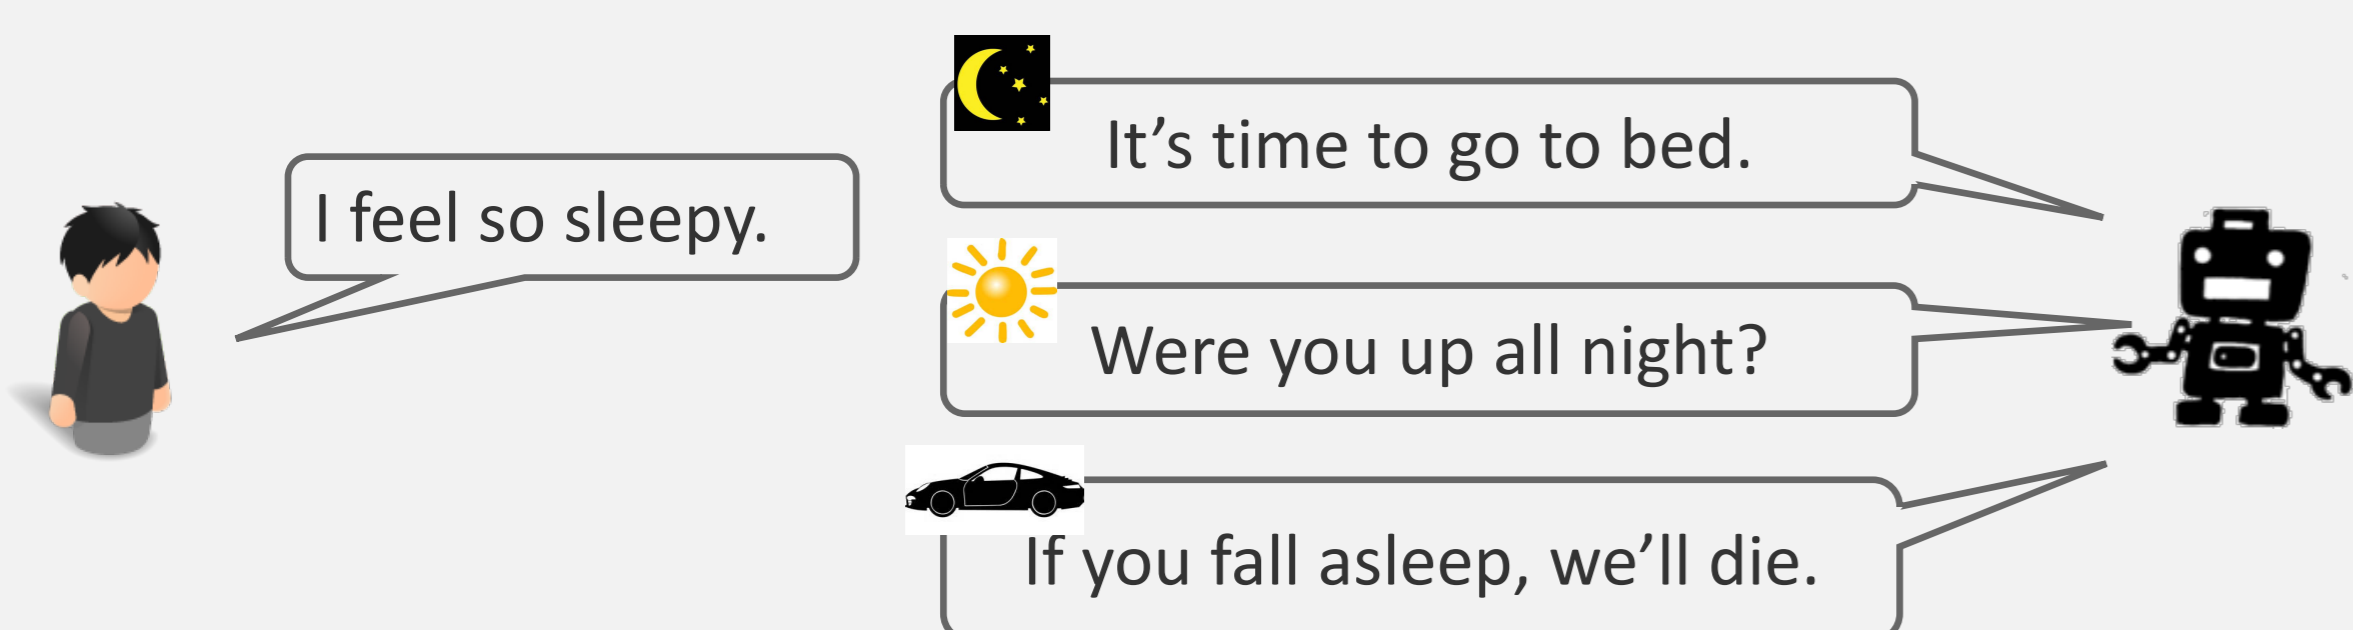 I feel so sleepy.
It’s time to go to bed.
Were you up all night?
If you fall asleep, we’ll die.